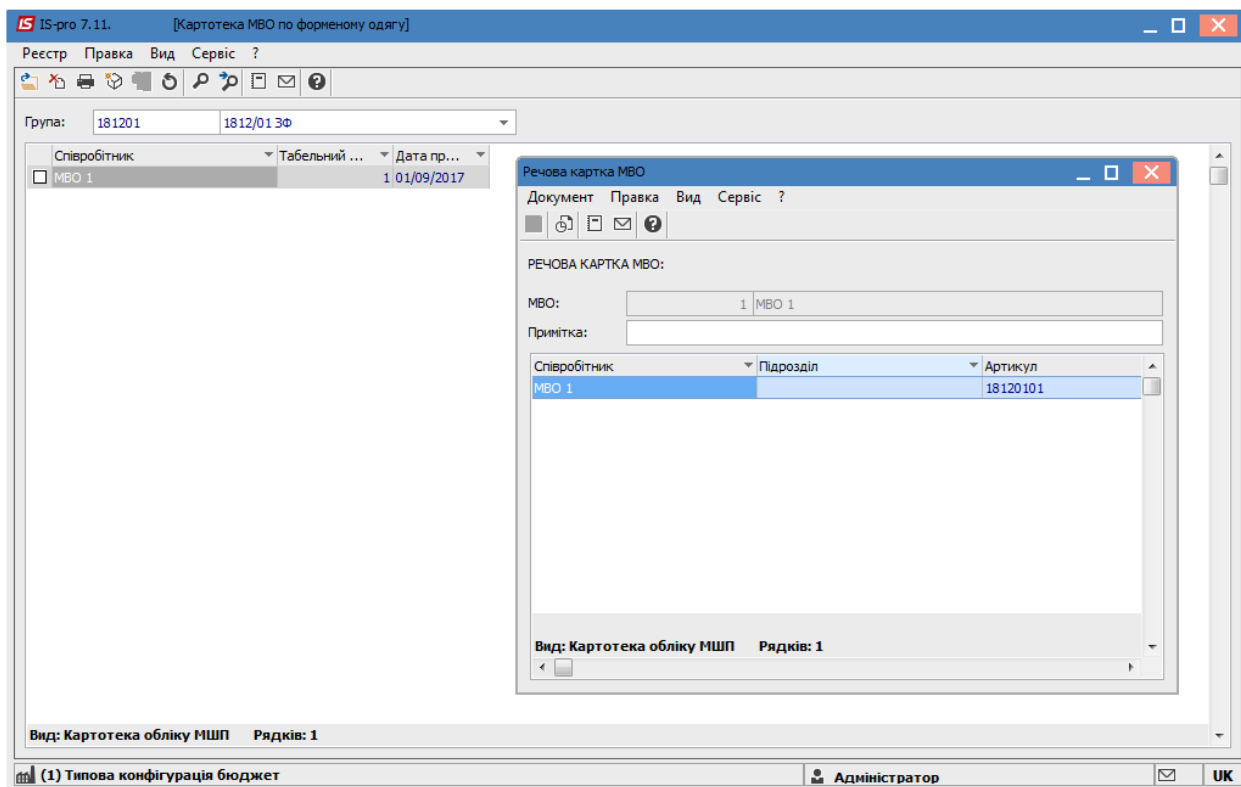 IS-pro 7.11. [Картотека МВО по форменому одягу]
Реєстр Правка Вид Сервіс ?
Група: 181201 1812/01 ЗФ
Співробітник Табельний ... Дата пр...
МВО 1 1 01/09/2017
Речова картка МВО
Документ Правка Вид Сервіс ?
РЕЧОВА КАРТКА МВО:
МВО: 1 МВО 1
Примітка:
Співробітник Підрозділ Артикул
МВО 1 18120101
Вид: Картотека обліку МШП Рядків: 1
Вид: Картотека обліку МШП Рядків: 1
(1) Типова конфігурація бюджет Адміністратор UK